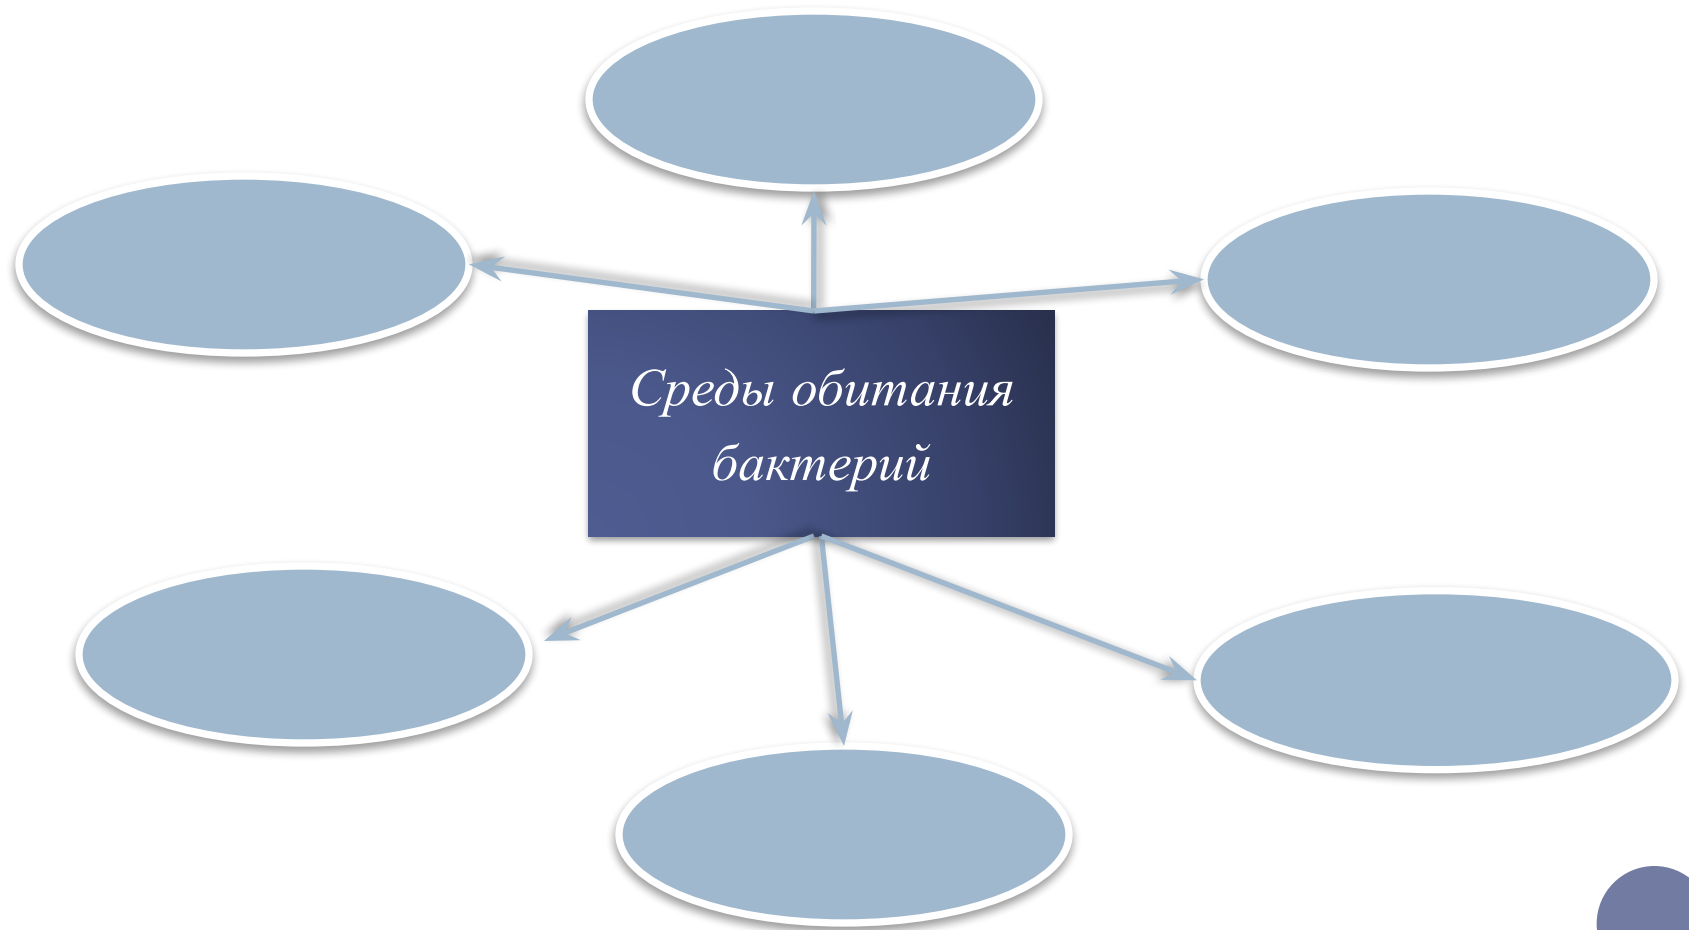 Среды обитания
бактерий